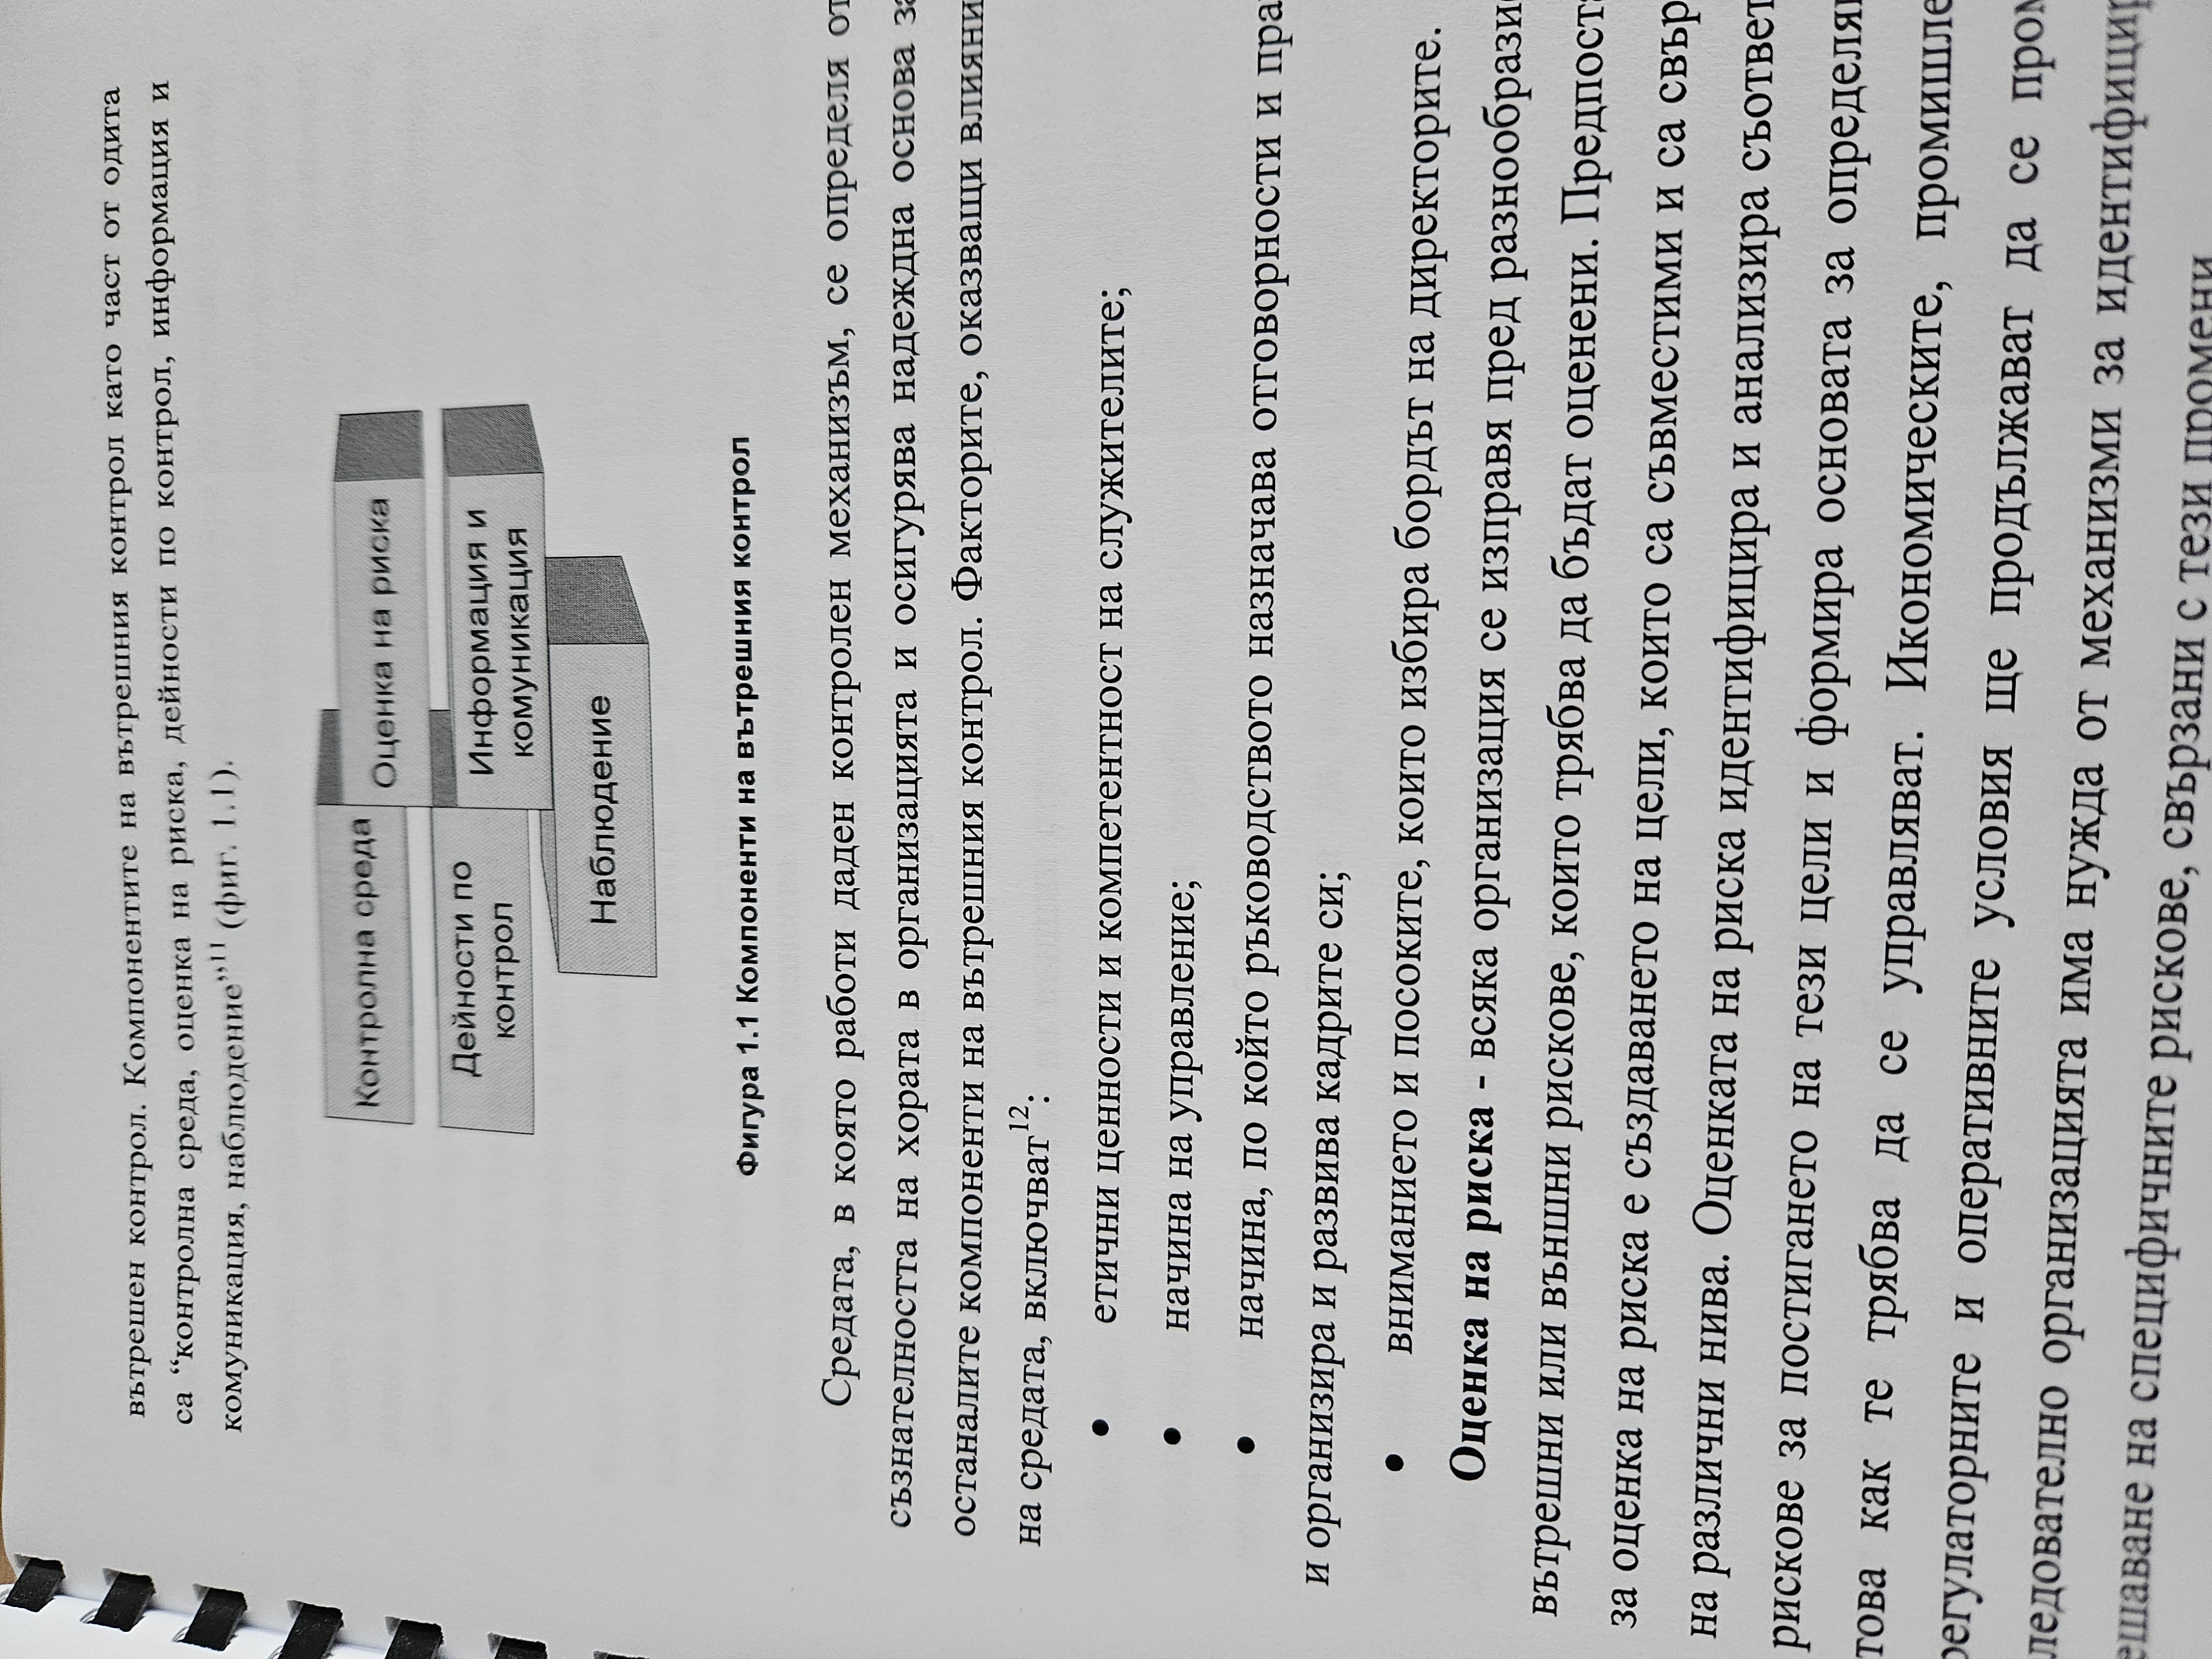 вътрешен контрол. Компонентите на вътрешния контрол като част от одита
са “контролна среда, оценка на риска, дейности по контрол, информация и
комуникация, наблюдение”11 (фиг. 1.1).
Контролна среда
Оценка на риска
Дейности по
контрол
Информация и
комуникация
Наблюдение
Фигура 1.1 Компоненти на вътрешния контрол
Средата, в която работи даден контролен механизъм, се определя от
съзнателността на хората в организацията и осигурява надеждна основа за
останалите компоненти на вътрешния контрол. Факторите, оказващи влияни
на средата, включват12:
• етични ценности и компетентност на служителите;
• начина на управление;
• начина, по който ръководството назначава отговорности и пра
и организира и развива кадрите си;
• вниманието и посоките, които избира бордът на директорите.
Оценка на риска - всяка организация се изправя пред разнообрази
вътрешни или външни рискове, които трябва да бъдат оценени. Предпост
за оценка на риска е създаването на цели, които са съвместими и са свър
на различни нива. Оценката на риска идентифицира и анализира съответ
рискове за постигането на тези цели и формира основата за определя
това как те трябва да се управляват. Икономическите, промишле
регулаторните и оперативните условия ще продължават да се пром
ледователно организацията има нужда от механизми за идентифицир
ешаване на специфичните рискове, свързани с тези промени